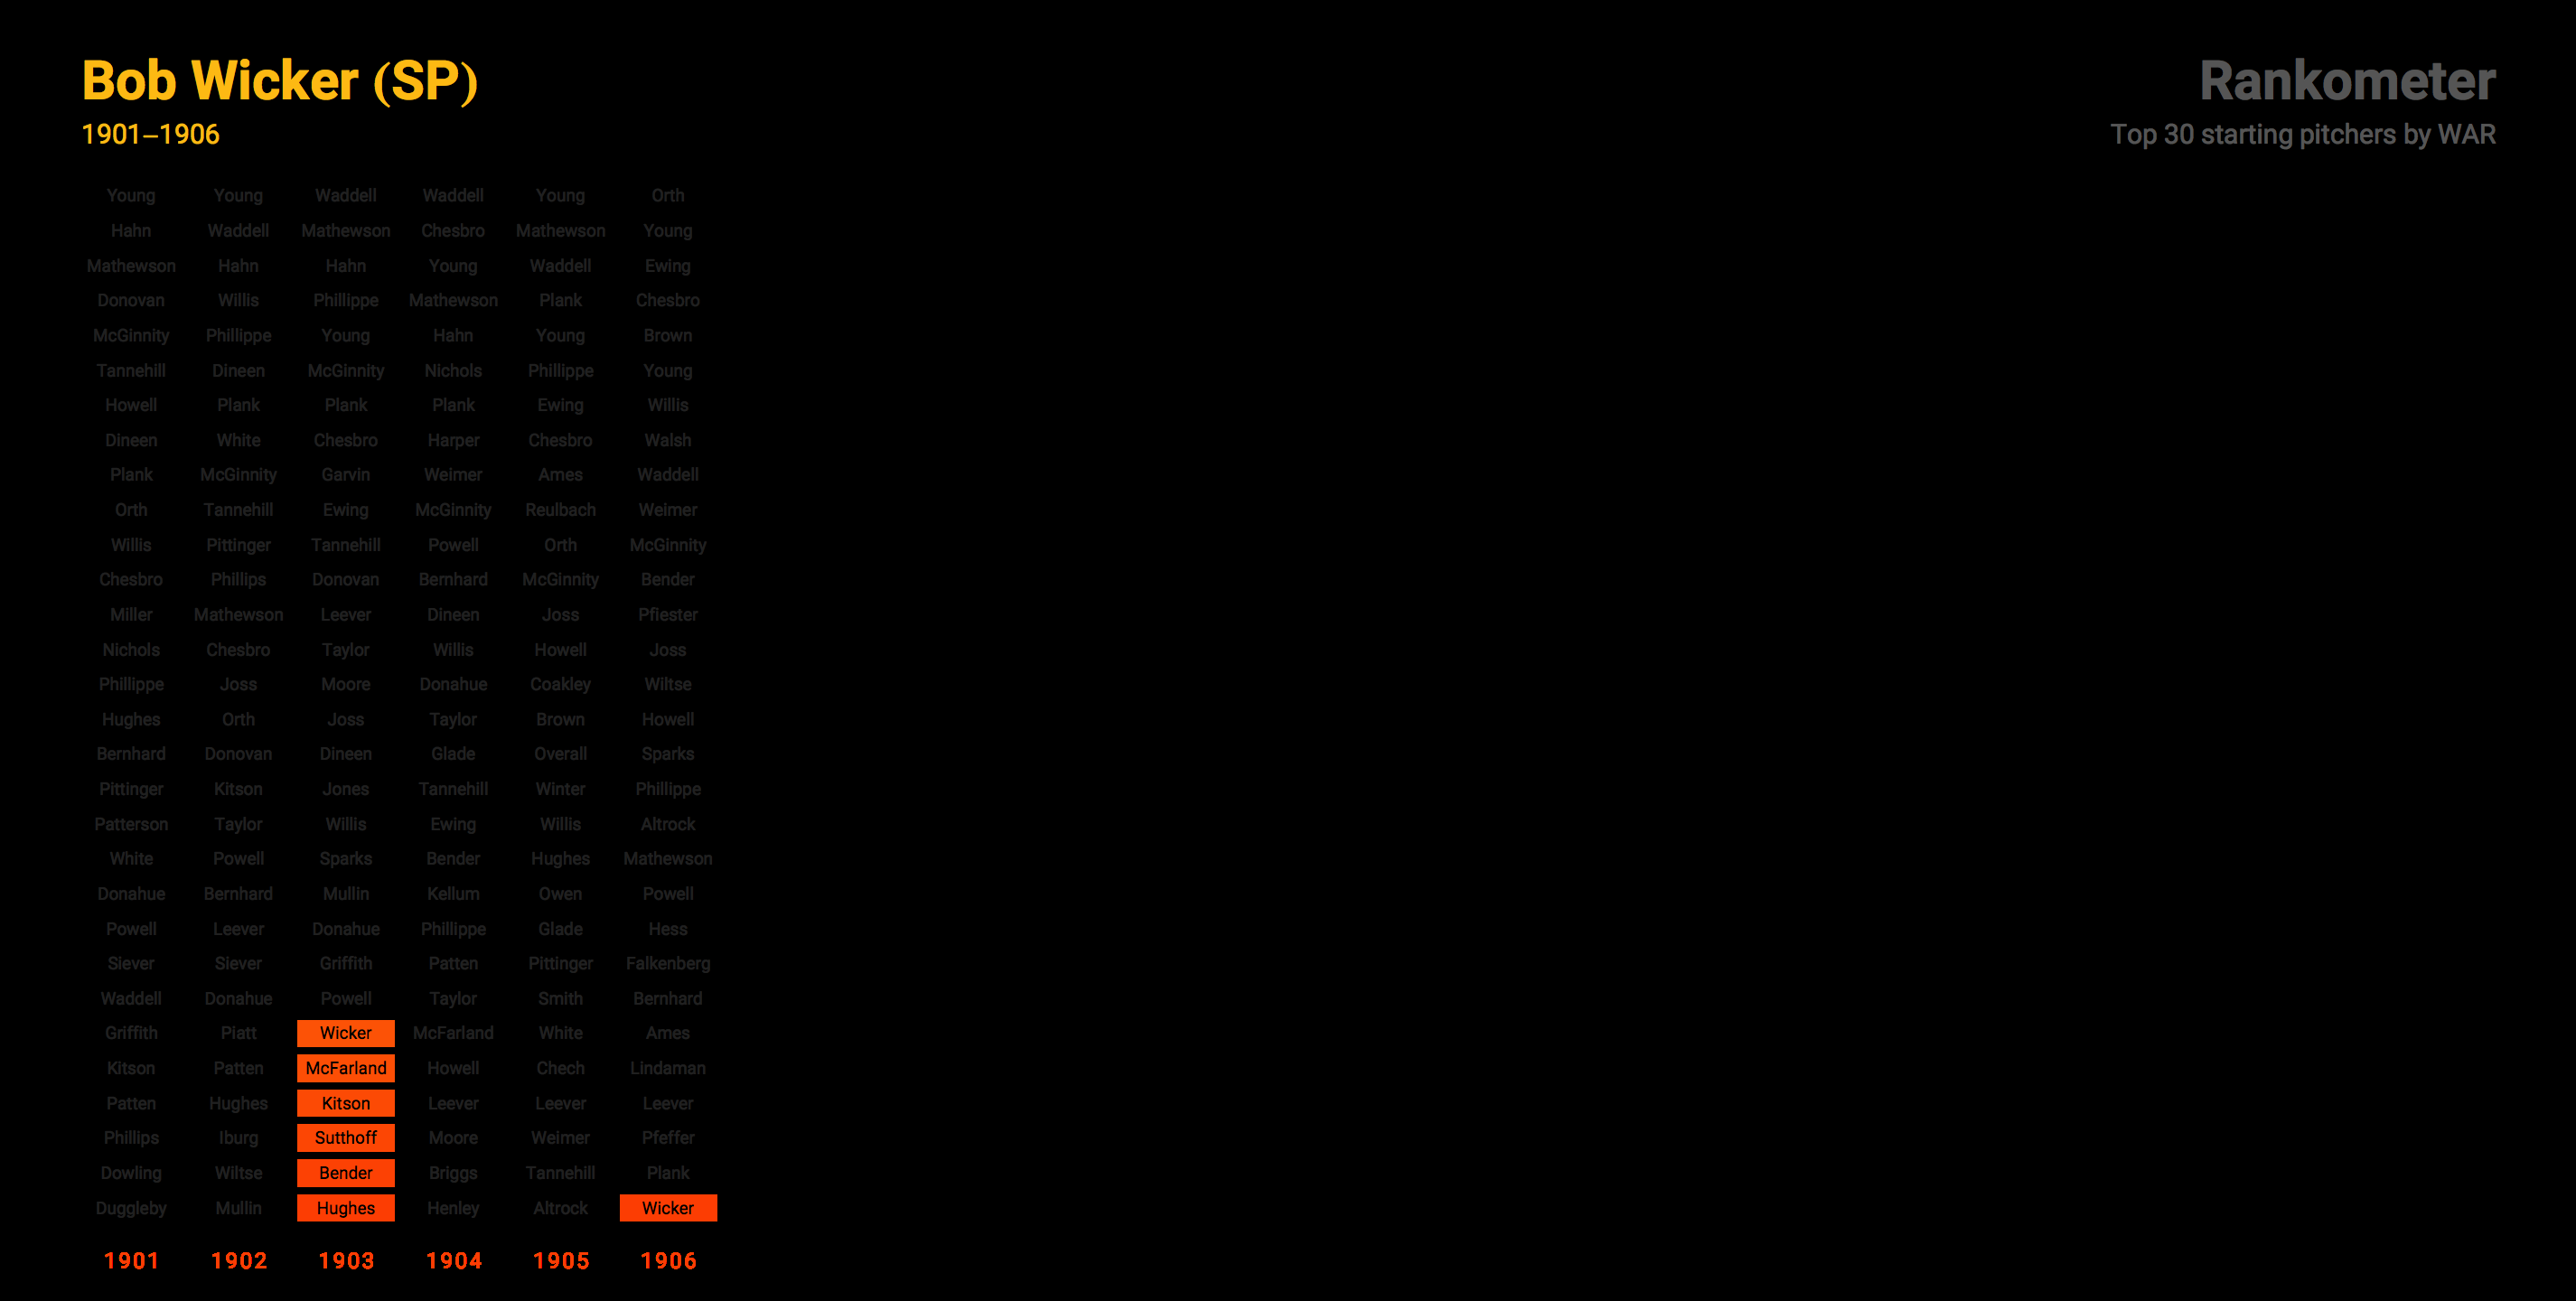 Bob Wicker (SP)
1901–1906
Rankometer
Top 30 starting pitchers by WAR
Young Young Waddell Waddell Young Orth
Hahn Waddell Mathewson Chesbro Mathewson Young
Mathewson Hahn Hahn Young Waddell Ewing
Donovan Willis Phillippe Mathewson Plank Chesbro
McGinnity Phillippe Young Hahn Young Brown
Tannehill Dineen McGinnity Nichols Phillippe Young
Howell Plank Plank Plank Ewing Willis
Dineen White Chesbro Harper Chesbro Walsh
Plank McGinnity Garvin Weimer Ames Waddell
Orth Tannehill Ewing McGinnity Reulbach Weimer
Willis Pittinger Tannehill Powell Orth McGinnity
Chesbro Phillips Donovan Bernhard McGinnity Bender
Miller Mathewson Leever Dineen Joss Pfiester
Nichols Chesbro Taylor Willis Howell Joss
Phillippe Joss Moore Donahue Coakley Wiltse
Hughes Orth Joss Taylor Brown Howell
Bernhard Donovan Dineen Glade Overall Sparks
Pittinger Kitson Jones Tannehill Winter Phillippe
Patterson Taylor Willis Ewing Willis Altrock
White Powell Sparks Bender Hughes Mathewson
Donahue Bernhard Mullin Kellum Owen Powell
Powell Leever Donahue Phillippe Glade Hess
Siever Siever Griffith Patten Pittinger Falkenberg
Waddell Donahue Powell Taylor Smith Bernhard
Griffith Piatt Wicker McFarland White Ames
Kitson Patten McFarland Howell Chech Lindaman
Patten Hughes Kitson Leever Leever Leever
Phillips Iburg Sutthoff Moore Weimer Pfeffer
Dowling Wiltse Bender Briggs Tannehill Plank
Duggleby Mullin Hughes Henley Altrock Wicker
1901 1902 1903 1904 1905 1906